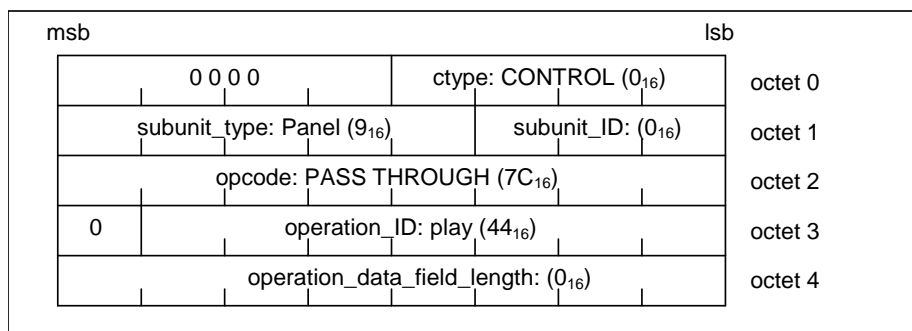 msb lsb
0 0 0 0 ctype: CONTROL (0₁₆) octet 0
subunit_type: Panel (9₁₆) subunit_ID: (0₁₆) octet 1
opcode: PASS THROUGH (7C₁₆) octet 2
0 operation_ID: play (44₁₆) octet 3
operation_data_field_length: (0₁₆) octet 4